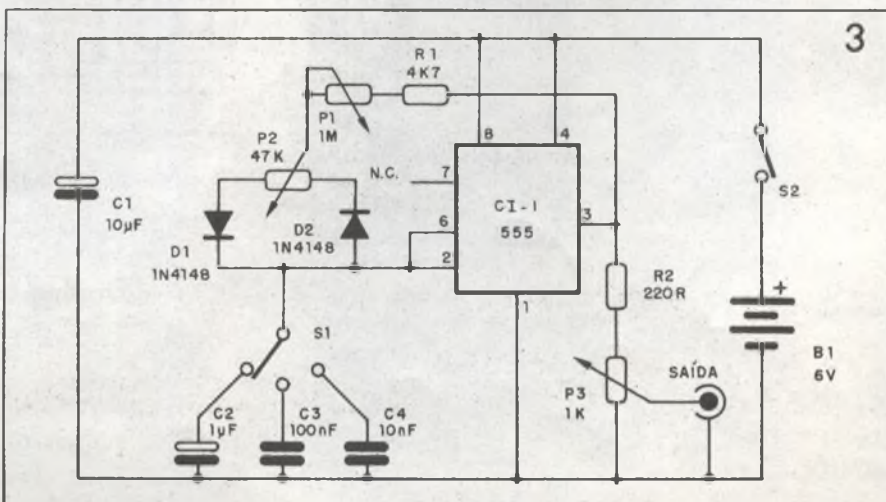 3
R1
4K7
P1
1M
P2
47K
8
4
N.C.
7
S2
C1
10µF
CI-1
555
6
3
D2
1N4148
D1
1N4148
2
R2
220R
+
1
S1
SAÍDA
B1
6V
P3
1K
C2
1µF
C3
100nF
C4
10nF